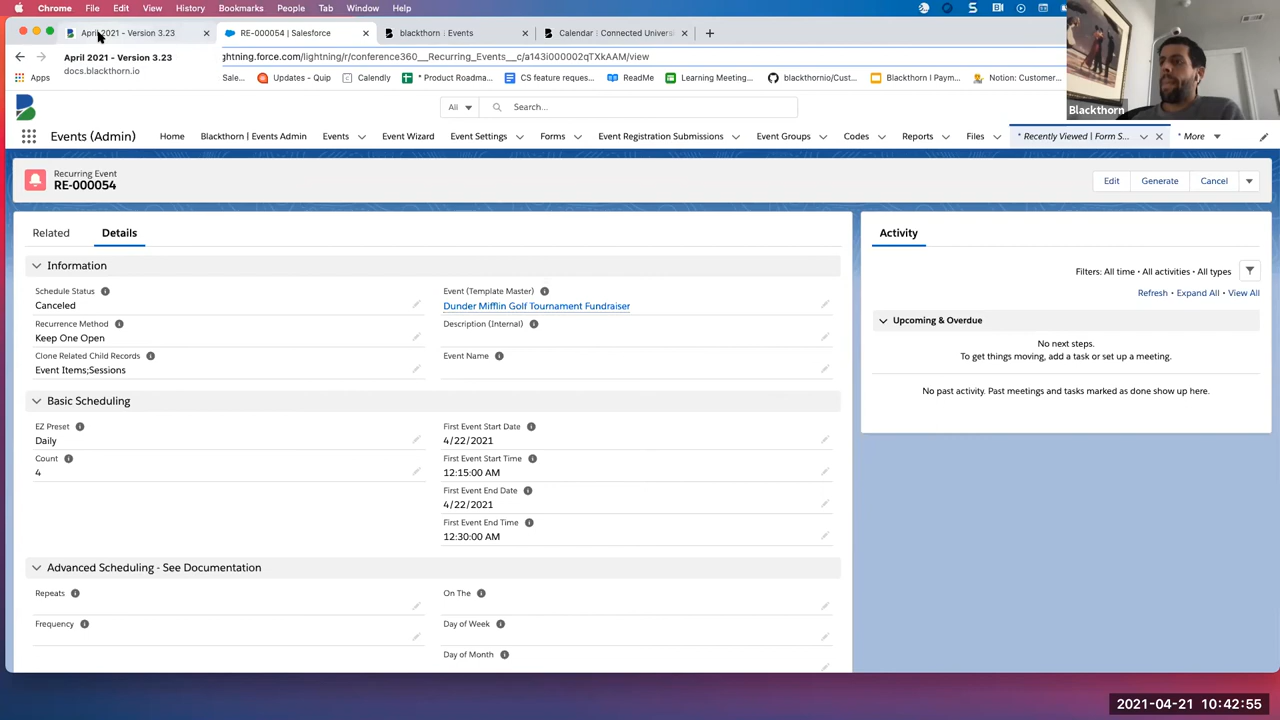 Chrome File Edit View History Bookmarks People Tab Window Help
April 2021 - Version 3.23
RE-000054 | Salesforce
blackthorn | Events
Calendar | Connected Univers
April 2021 - Version 3.23
docs.blackthorn.io
ghtning.force.com/lightning/r/conference360__Recurring_Events__c/a143i000002qTXkAAM/view
Apps
Sale...
Updates - Quip
Calendly
* Product Roadma...
CS feature reques...
ReadMe
Learning Meeting...
blackthornio/Cust...
Blackthorn | Paym...
Notion: Customer...
Blackthorn
All
Search...
Events (Admin)
Home
Blackthorn | Events Admin
Events
Event Wizard
Event Settings
Forms
Event Registration Submissions
Event Groups
Codes
Reports
Files
* Recently Viewed | Form S...
* More
Recurring Event
RE-000054
Edit
Generate
Cancel
Related
Details
Information
Schedule Status
Canceled
Event (Template Master)
Dunder Mifflin Golf Tournament Fundraiser
Recurrence Method
Keep One Open
Description (Internal)
Clone Related Child Records
Event Items;Sessions
Event Name
Basic Scheduling
EZ Preset
Daily
First Event Start Date
4/22/2021
Count
4
First Event Start Time
12:15:00 AM
First Event End Date
4/22/2021
First Event End Time
12:30:00 AM
Advanced Scheduling - See Documentation
Repeats
On The
Frequency
Day of Week
Day of Month
Activity
Filters: All time • All activities • All types
Refresh • Expand All • View All
Upcoming & Overdue
No next steps.
To get things moving, add a task or set up a meeting.
No past activity. Past meetings and tasks marked as done show up here.
2021-04-21 10:42:55